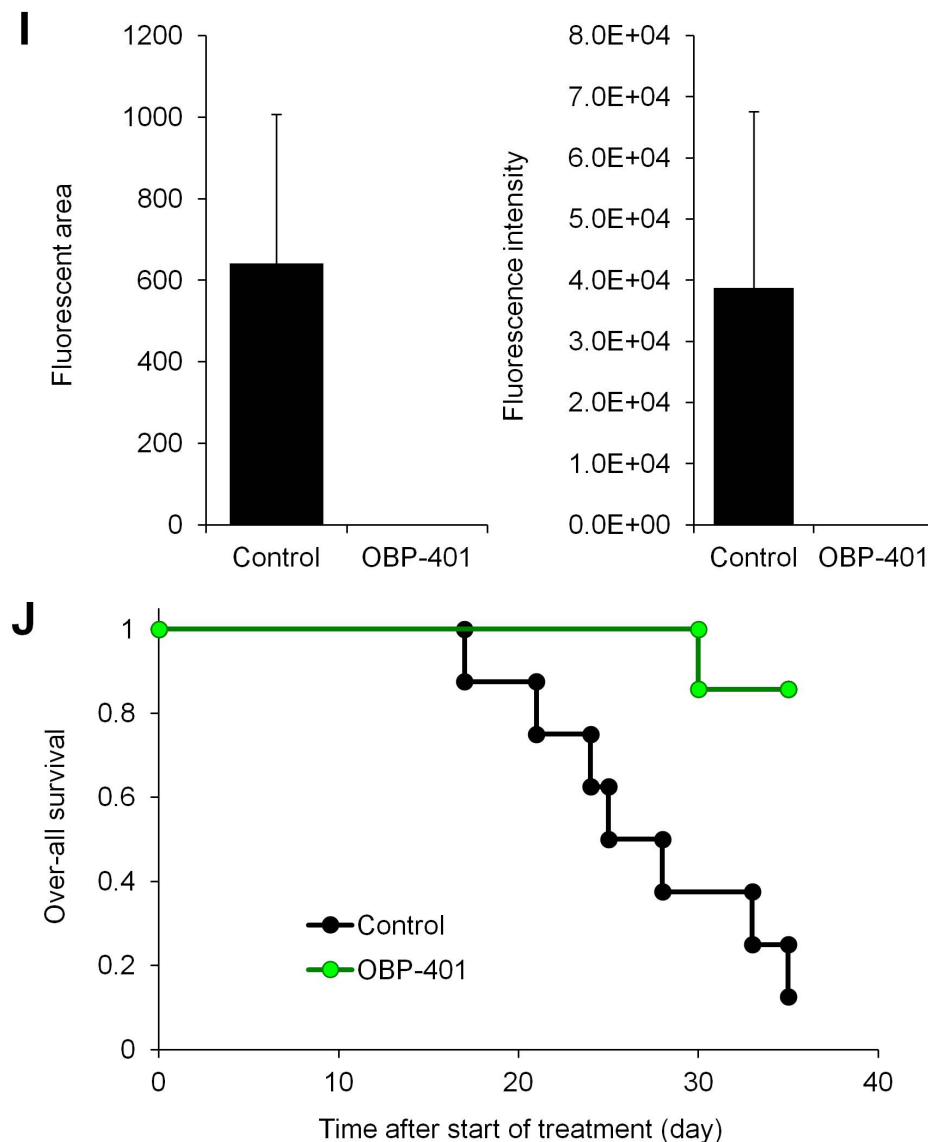 I
Fluorescent area
1200
1000
800
600
400
200
0
Control OBP-401
Fluorescence intensity
8.0E+04
7.0E+04
6.0E+04
5.0E+04
4.0E+04
3.0E+04
2.0E+04
1.0E+04
0.0E+00
Control OBP-401
J
Over-all survival
1
0.8
0.6
0.4
0.2
0
Control
OBP-401
0 10 20 30 40
Time after start of treatment (day)